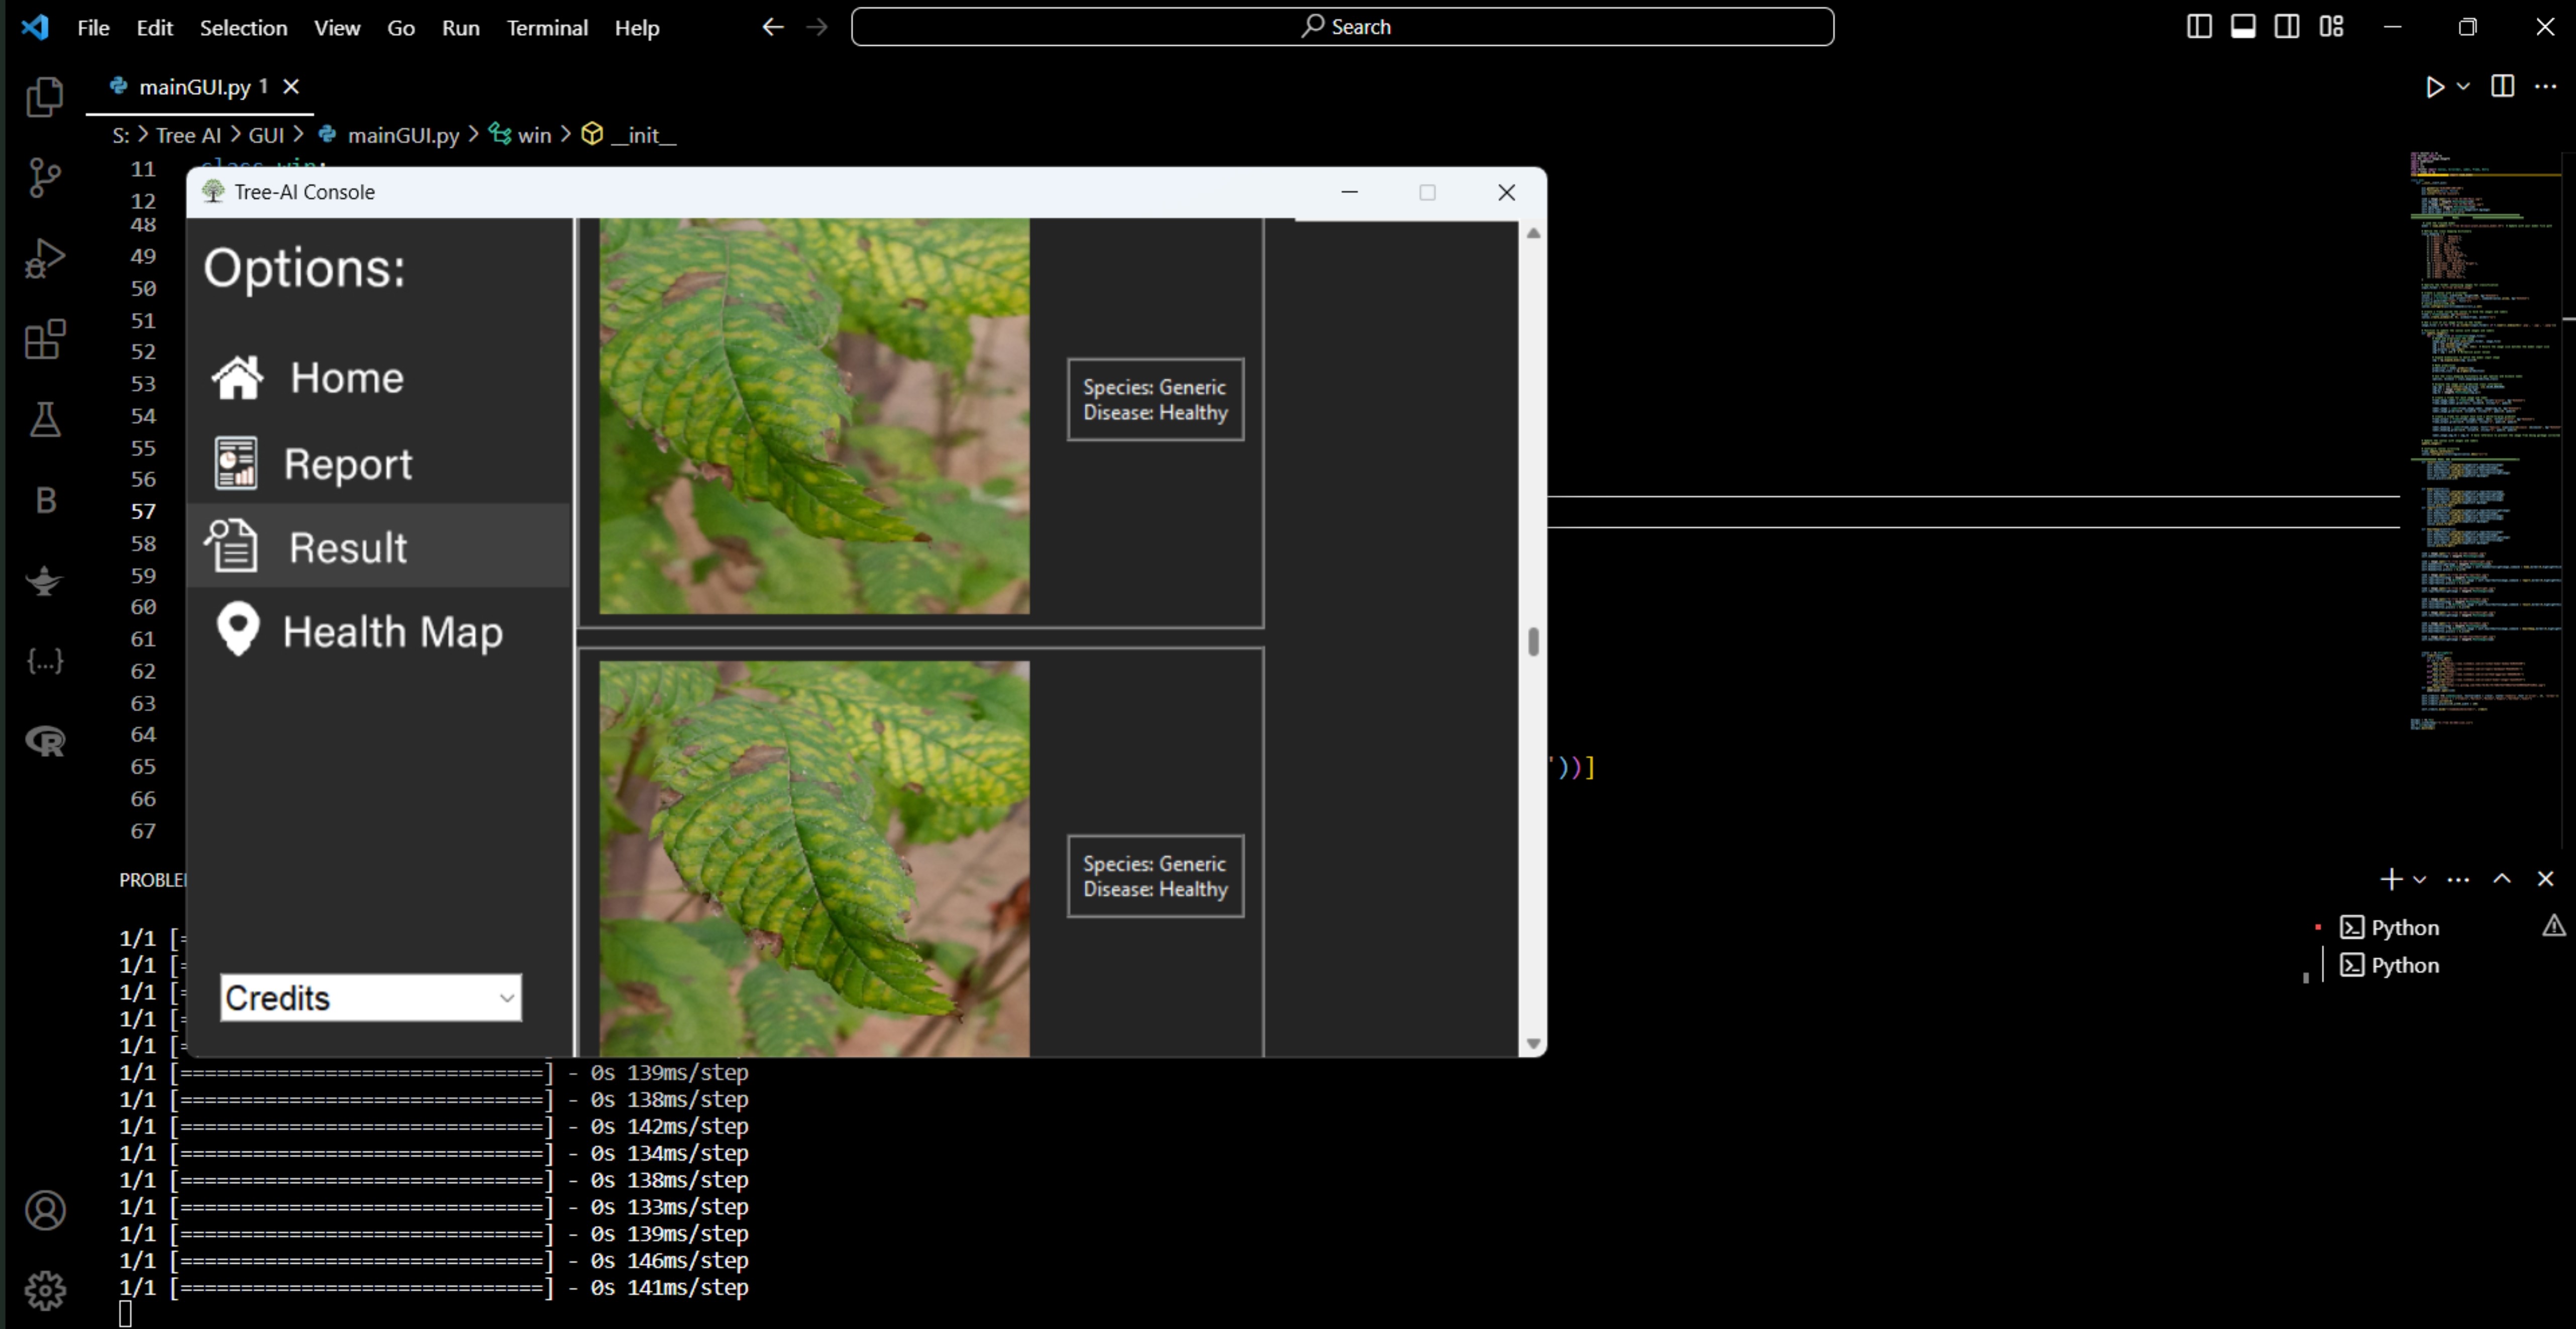 File Edit Selection View Go Run Terminal Help
Search
mainGUI.py 1
S: > Tree AI > GUI > mainGUI.py > win > __init__
11 class win:
12
48
49
50
51
52
53
54
55
56
57
58
59
60
61
62
63
64
65 '))]
66
67
Tree-AI Console
Options:
Home
Report
Result
Health Map
Credits
Species: Generic
Disease: Healthy
Species: Generic
Disease: Healthy
PROBLE
Python
Python
1/1 [=
1/1 [=
1/1 [=
1/1 [=
1/1 [=
1/1 [==============================] - 0s 139ms/step
1/1 [==============================] - 0s 138ms/step
1/1 [==============================] - 0s 142ms/step
1/1 [==============================] - 0s 134ms/step
1/1 [==============================] - 0s 138ms/step
1/1 [==============================] - 0s 133ms/step
1/1 [==============================] - 0s 139ms/step
1/1 [==============================] - 0s 146ms/step
1/1 [==============================] - 0s 141ms/step